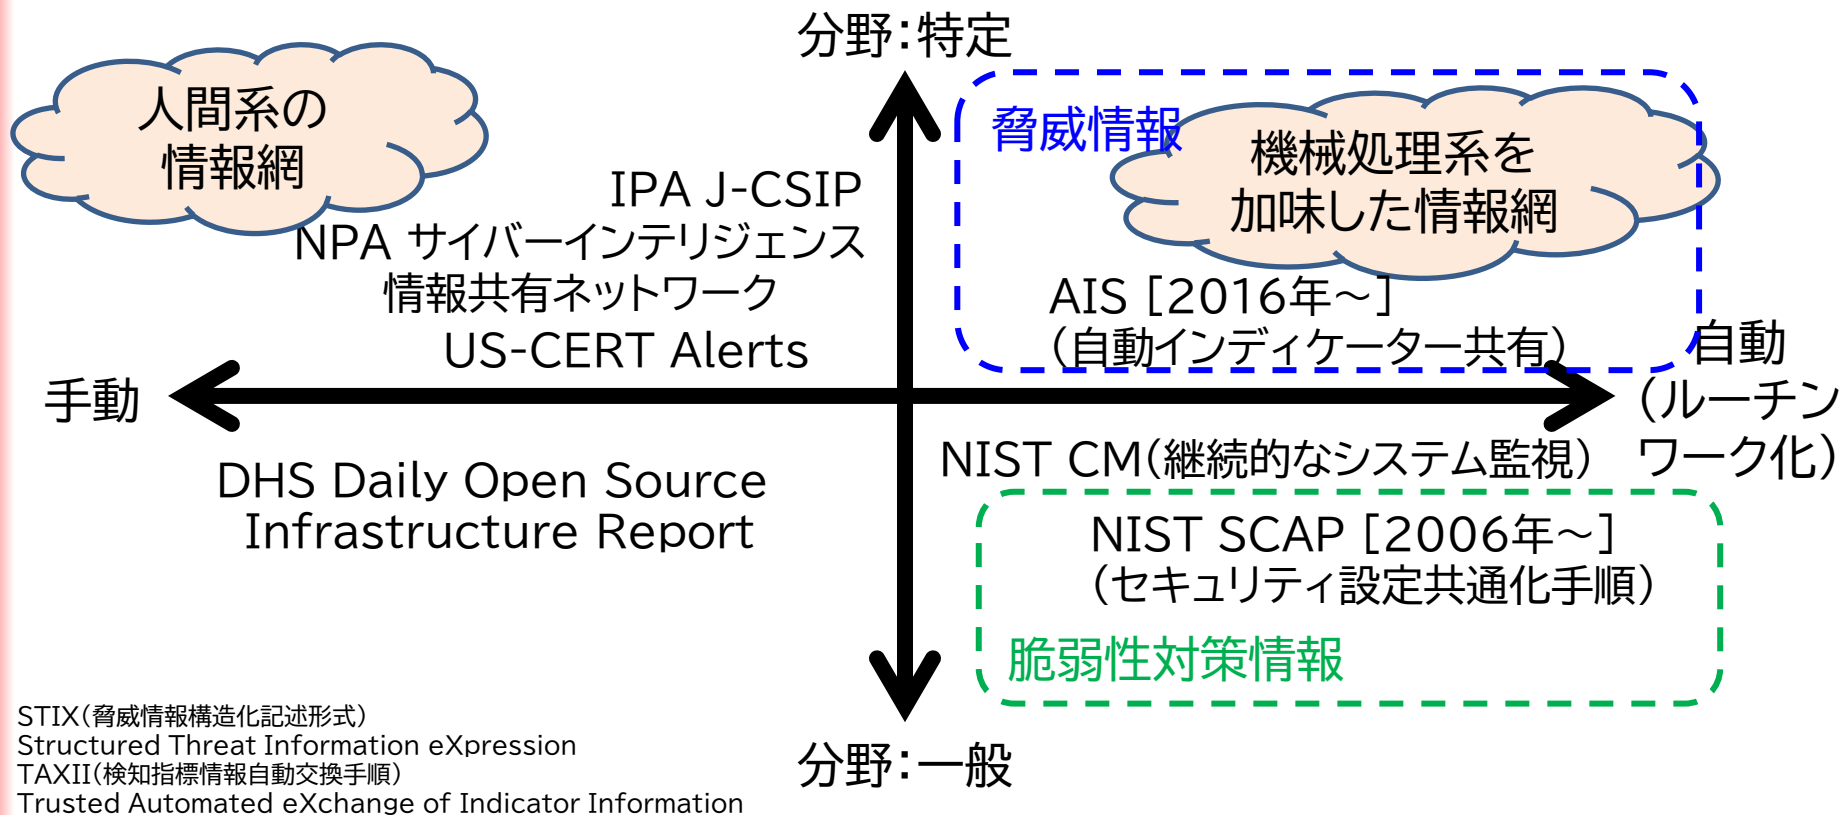 分野：特定
人間系の
情報網
脅威情報
機械処理系を
加味した情報網
IPA J-CSIP
NPA サイバーインテリジェンス
情報共有ネットワーク
US-CERT Alerts
AIS [2016年～]
（自動インディケーター共有）
手動
自動
（ルーチン
ワーク化）
DHS Daily Open Source
Infrastructure Report
NIST CM（継続的なシステム監視）
NIST SCAP [2006年～]
（セキュリティ設定共通化手順）
脆弱性対策情報
分野：一般
STIX（脅威情報構造化記述形式）
Structured Threat Information eXpression
TAXII（検知指標情報自動交換手順）
Trusted Automated eXchange of Indicator Information